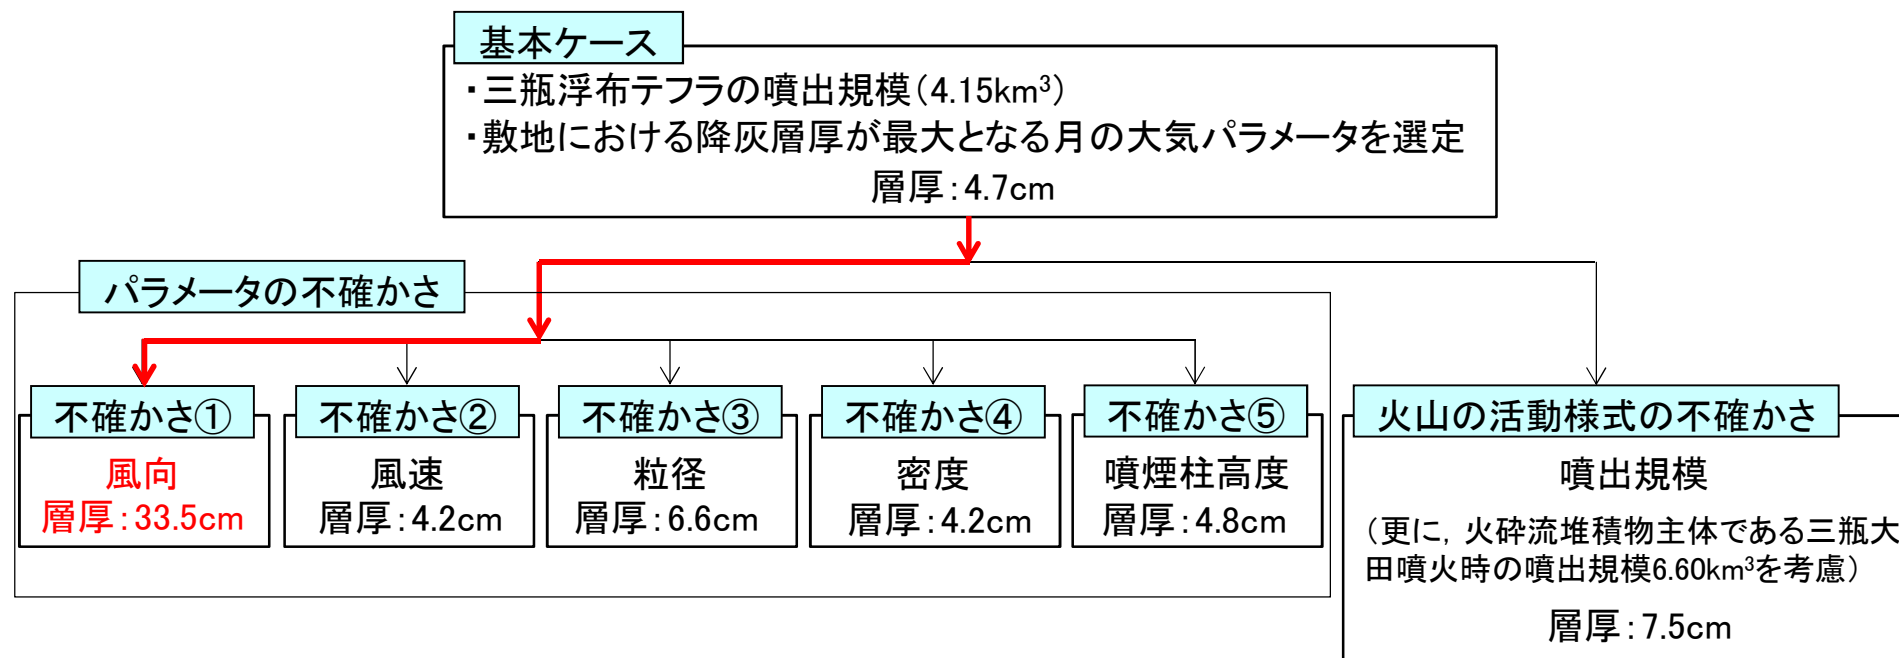 基本ケース
・三瓶浮布テフラの噴出規模（4.15km³）
・敷地における降灰層厚が最大となる月の大気パラメータを選定
層厚：4.7cm
パラメータの不確かさ
不確かさ①
風向
層厚：33.5cm
不確かさ②
風速
層厚：4.2cm
不確かさ③
粒径
層厚：6.6cm
不確かさ④
密度
層厚：4.2cm
不確かさ⑤
噴煙柱高度
層厚：4.8cm
火山の活動様式の不確かさ
噴出規模
（更に，火砕流堆積物主体である三瓶大
田噴火時の噴出規模6.60km³を考慮）
層厚：7.5cm